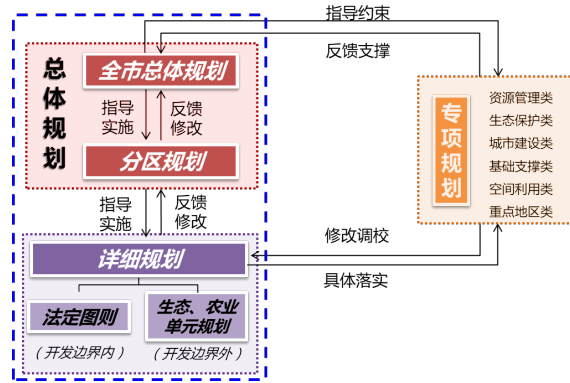 指导约束
反馈支撑
总
体
规
划
全市总体规划
指导
实施
反馈
修改
分区规划
指导
实施
反馈
修改
详细规划
法定图则
生态、农业
单元规划
（开发边界内）
（开发边界外）
专
项
规
划
资源管理类
生态保护类
城市建设类
基础支撑类
空间利用类
重点地区类
修改调校
具体落实